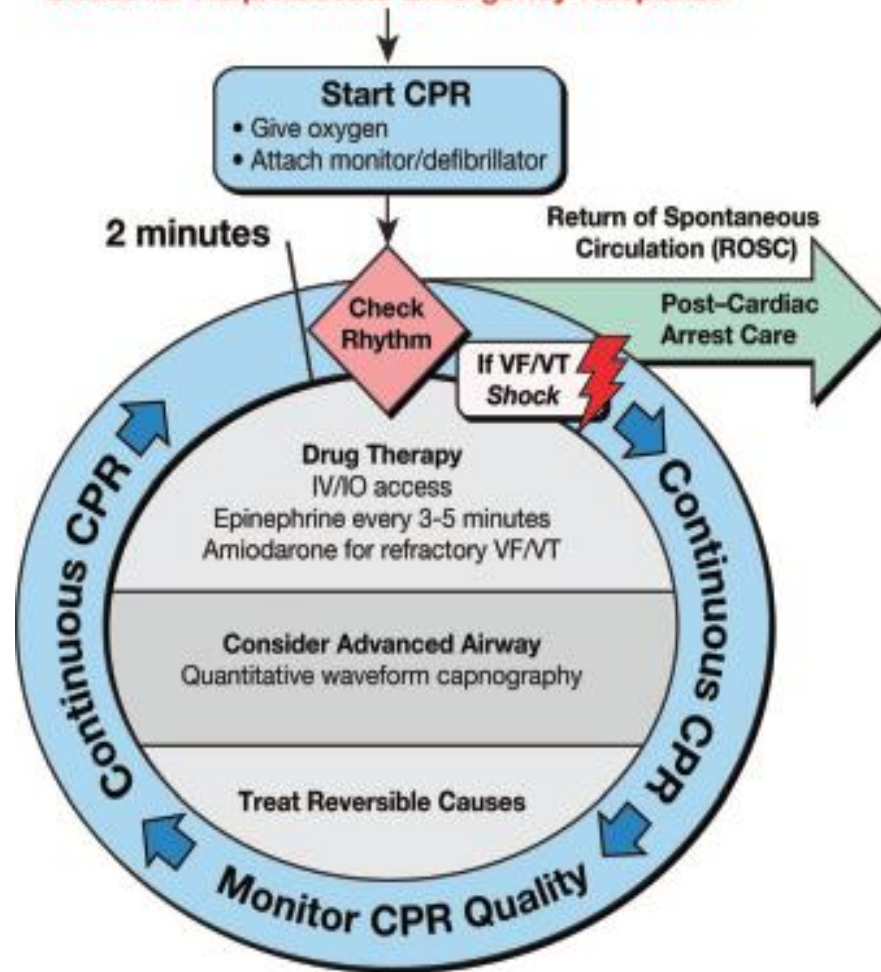 Start CPR
• Give oxygen
• Attach monitor/defibrillator
2 minutes
Return of Spontaneous
Circulation (ROSC)
Check
Rhythm
Post–Cardiac
Arrest Care
If VF/VT
Shock
Drug Therapy
IV/IO access
Epinephrine every 3-5 minutes
Amiodarone for refractory VF/VT
Consider Advanced Airway
Quantitative waveform capnography
Treat Reversible Causes
Continuous CPR
Continuous CPR
Monitor CPR Quality